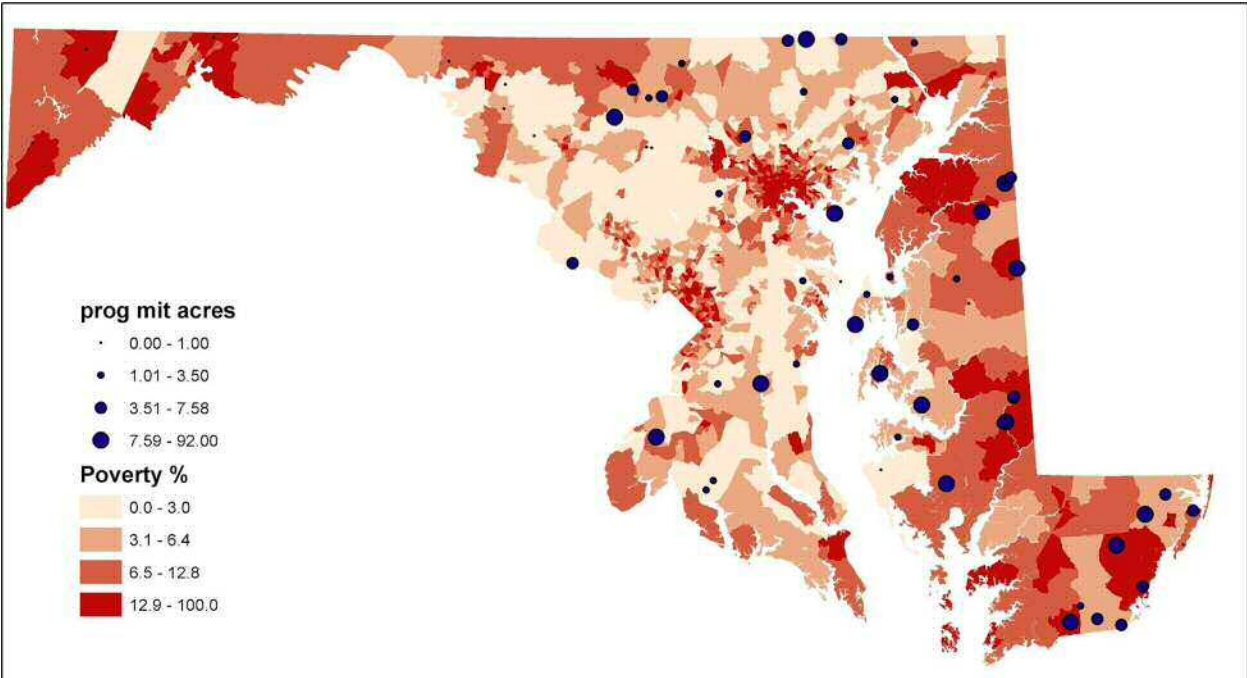 prog mit acres
0.00 - 1.00
1.01 - 3.50
3.51 - 7.58
7.59 - 92.00
Poverty %
0.0 - 3.0
3.1 - 6.4
6.5 - 12.8
12.9 - 100.0